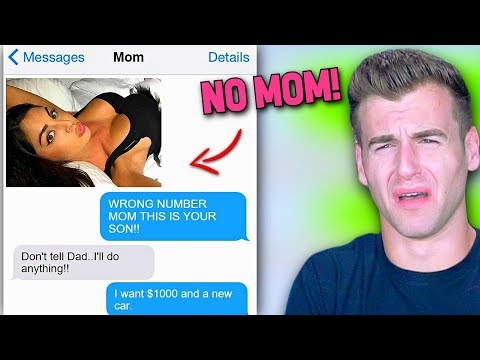 Messages Mom Details
NO MOM!
WRONG NUMBER
MOM THIS IS YOUR
SON!!
Don't tell Dad..I'll do
anything!!
I want $1000 and a new
car.